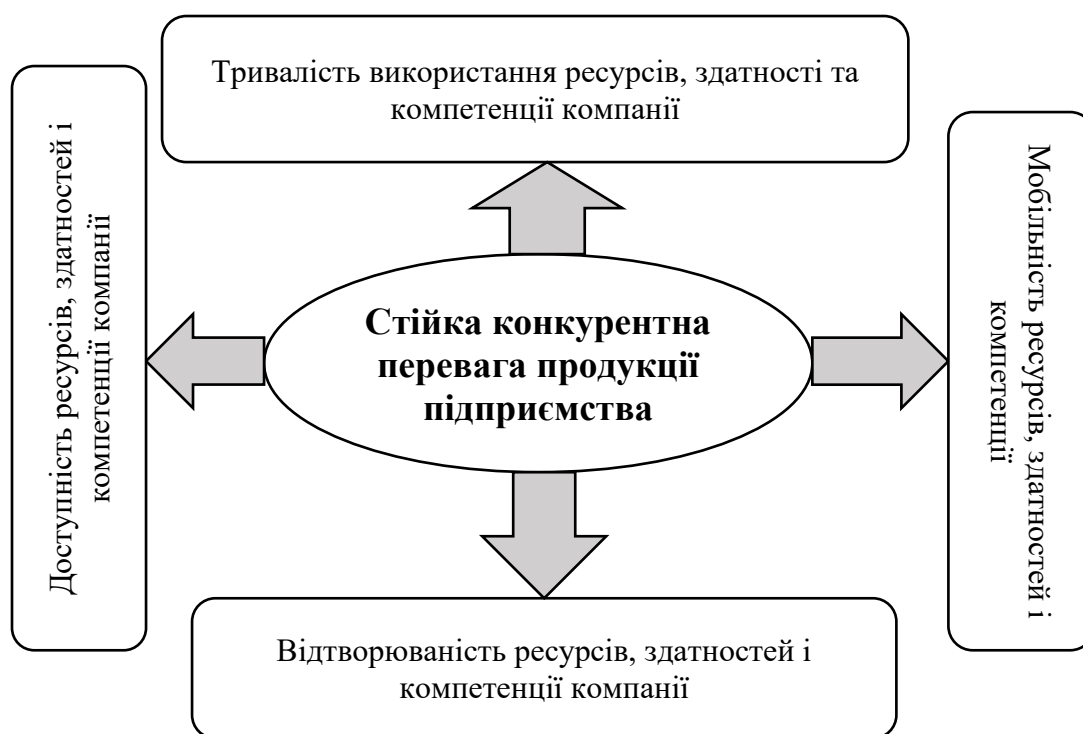 Тривалість використання ресурсів, здатності та
компетенції компанії
Доступність ресурсів, здатностей і
компетенції компанії
Стійка конкурентна
перевага продукції
підприємства
Мобільність ресурсів, здатностей і
компетенції
Відтворюваність ресурсів, здатностей і
компетенції компанії